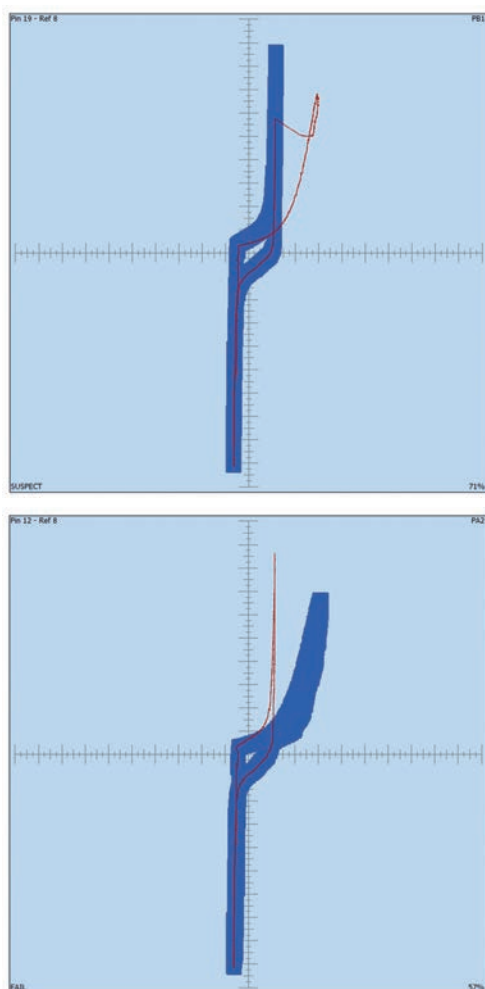 Pin 19 - Ref 8
PB1
SUSPECT
71%
Pin 12 - Ref 8
PA2
FAIL
57%